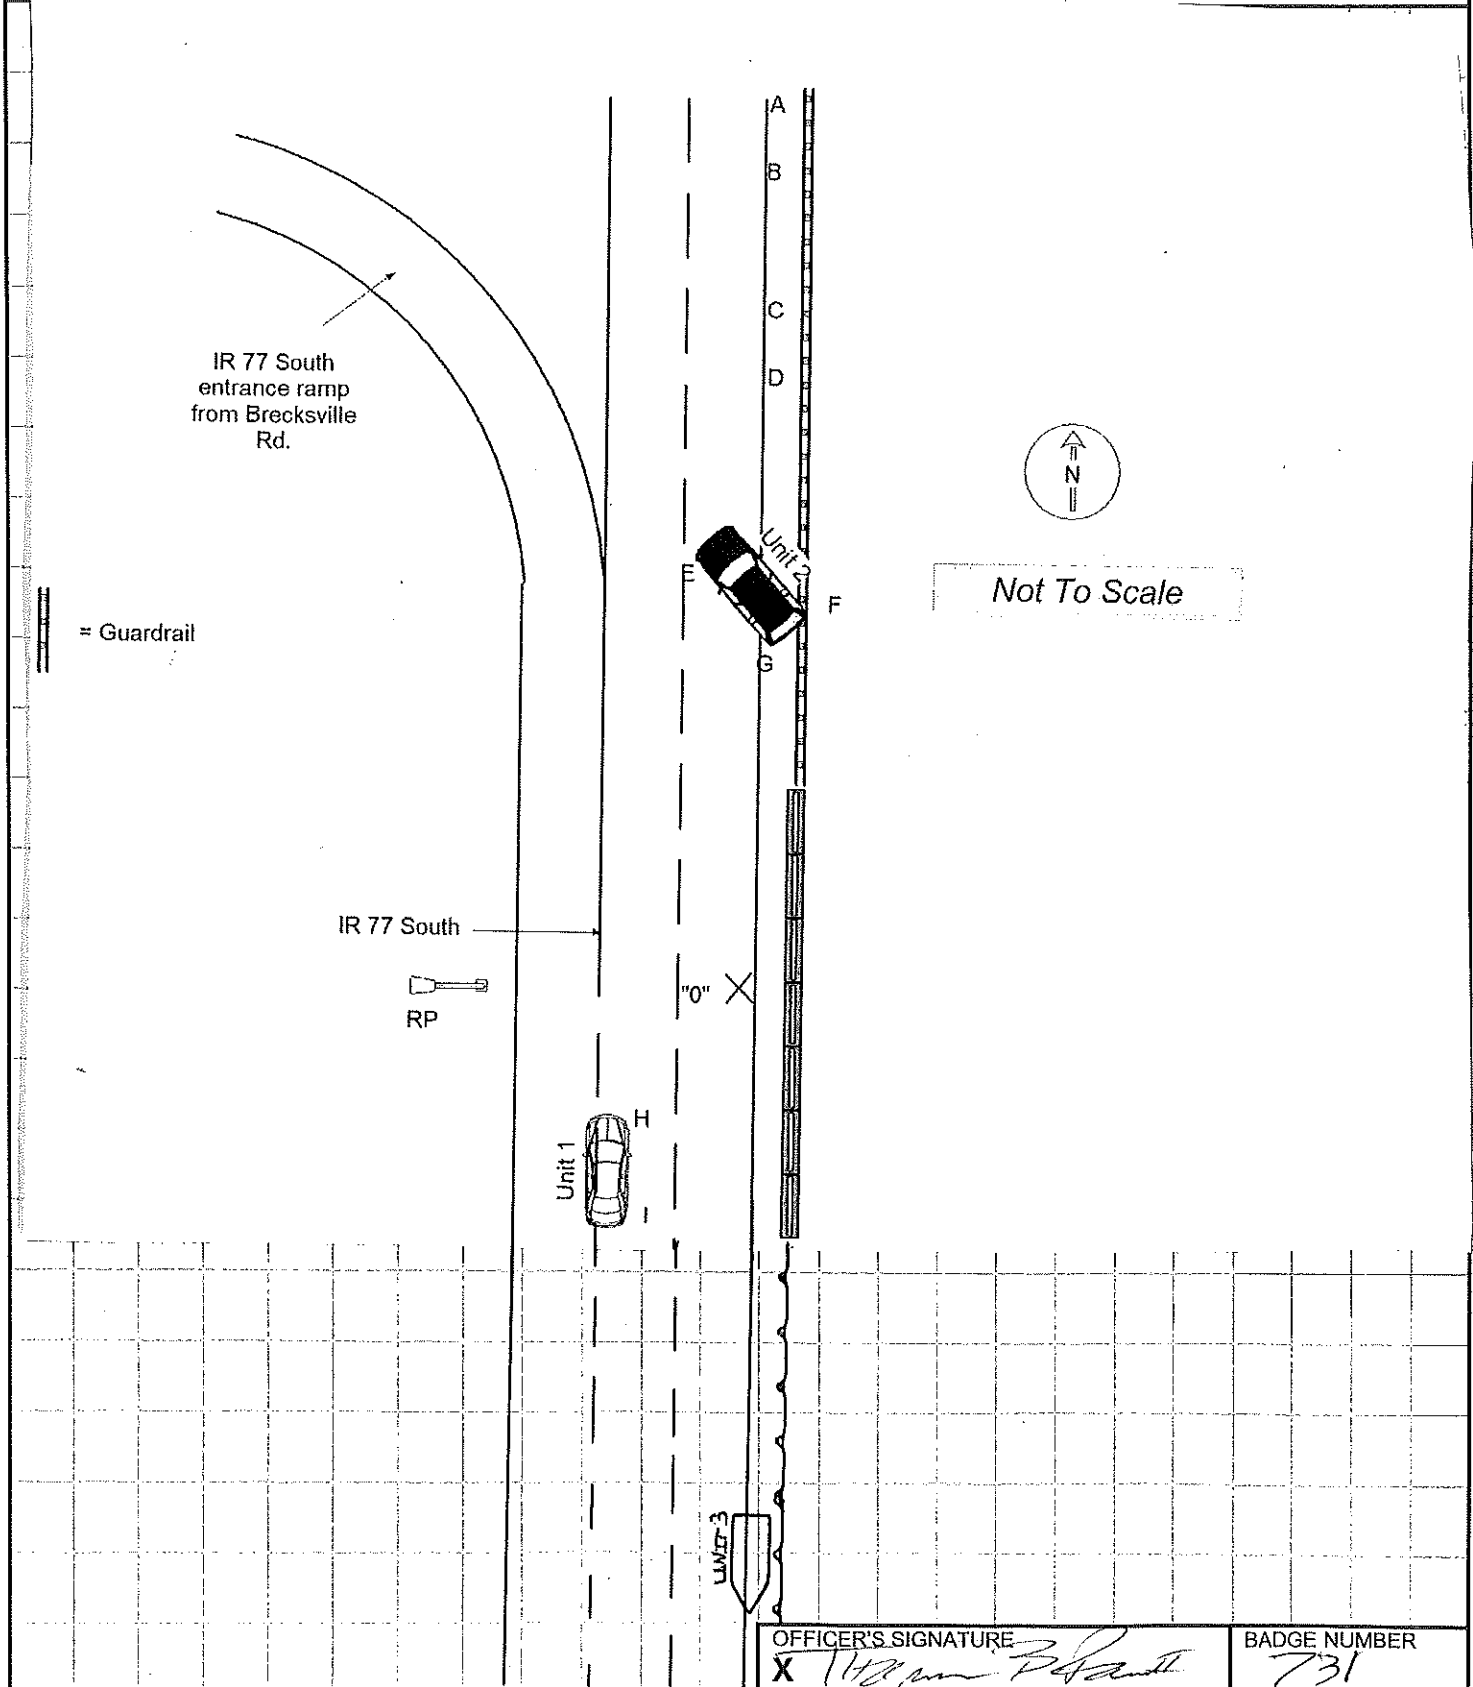 A
B
C
D
IR 77 South
entrance ramp
from Brecksville
Rd.
N
Unit 2
E
F
Not To Scale
= Guardrail
G
IR 77 South
"0"
RP
H
Unit 1
I
UNIT 3
OFFICER'S SIGNATURE
X
BADGE NUMBER
731